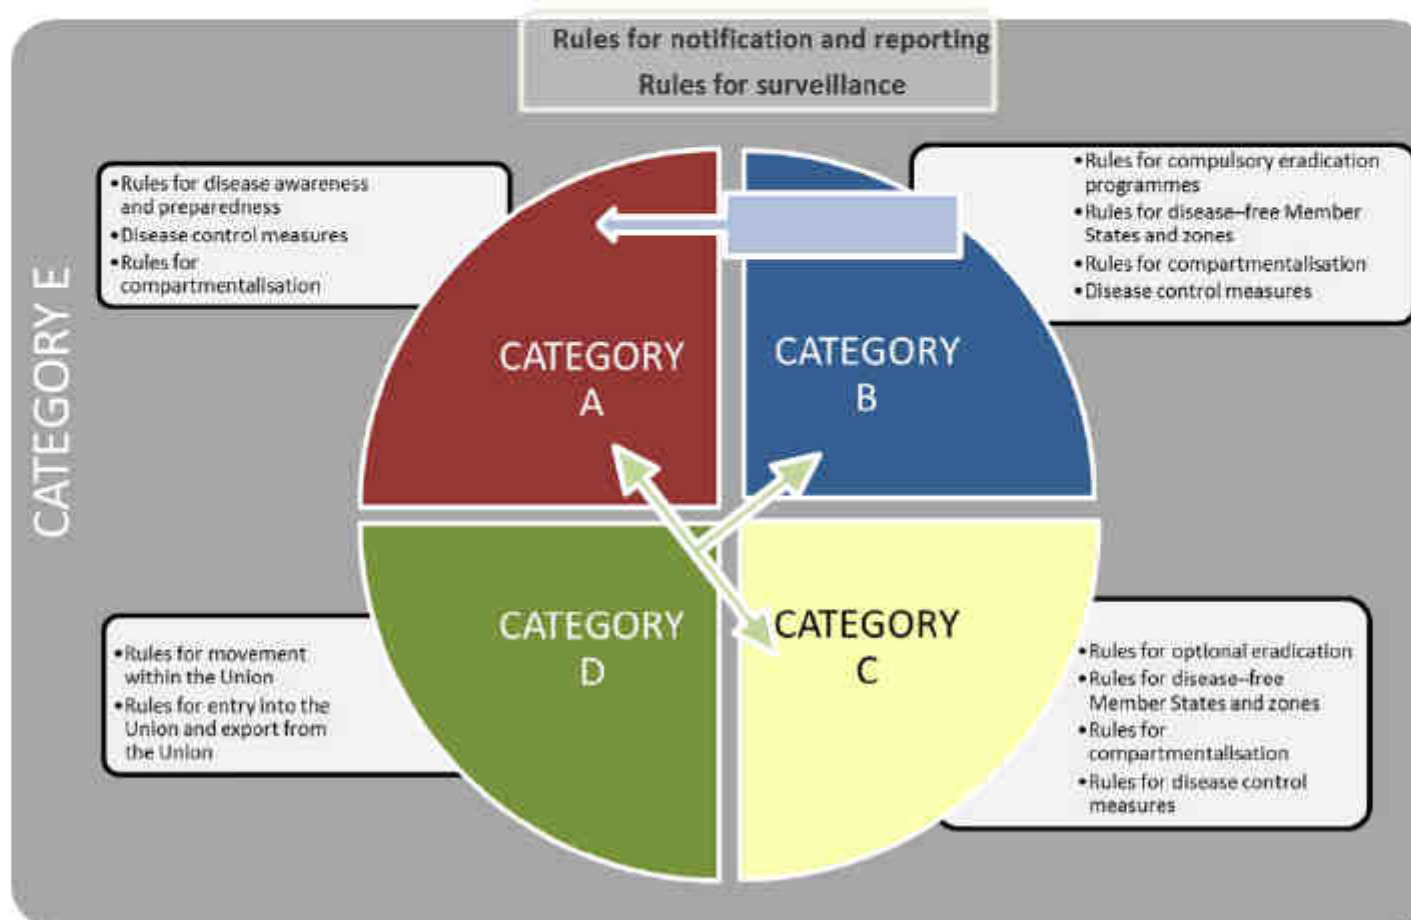 Rules for notification and reporting
Rules for surveillance
CATEGORY E
•Rules for disease awareness
and preparedness
•Disease control measures
•Rules for
compartmentalisation
•Rules for compulsory eradication
programmes
•Rules for disease–free Member
States and zones
•Rules for compartmentalisation
•Disease control measures
CATEGORY
A
CATEGORY
B
CATEGORY
D
CATEGORY
C
•Rules for movement
within the Union
•Rules for entry into the
Union and export from
the Union
•Rules for optional eradication
•Rules for disease–free
Member States and zones
•Rules for
compartmentalisation
•Rules for disease control
measures